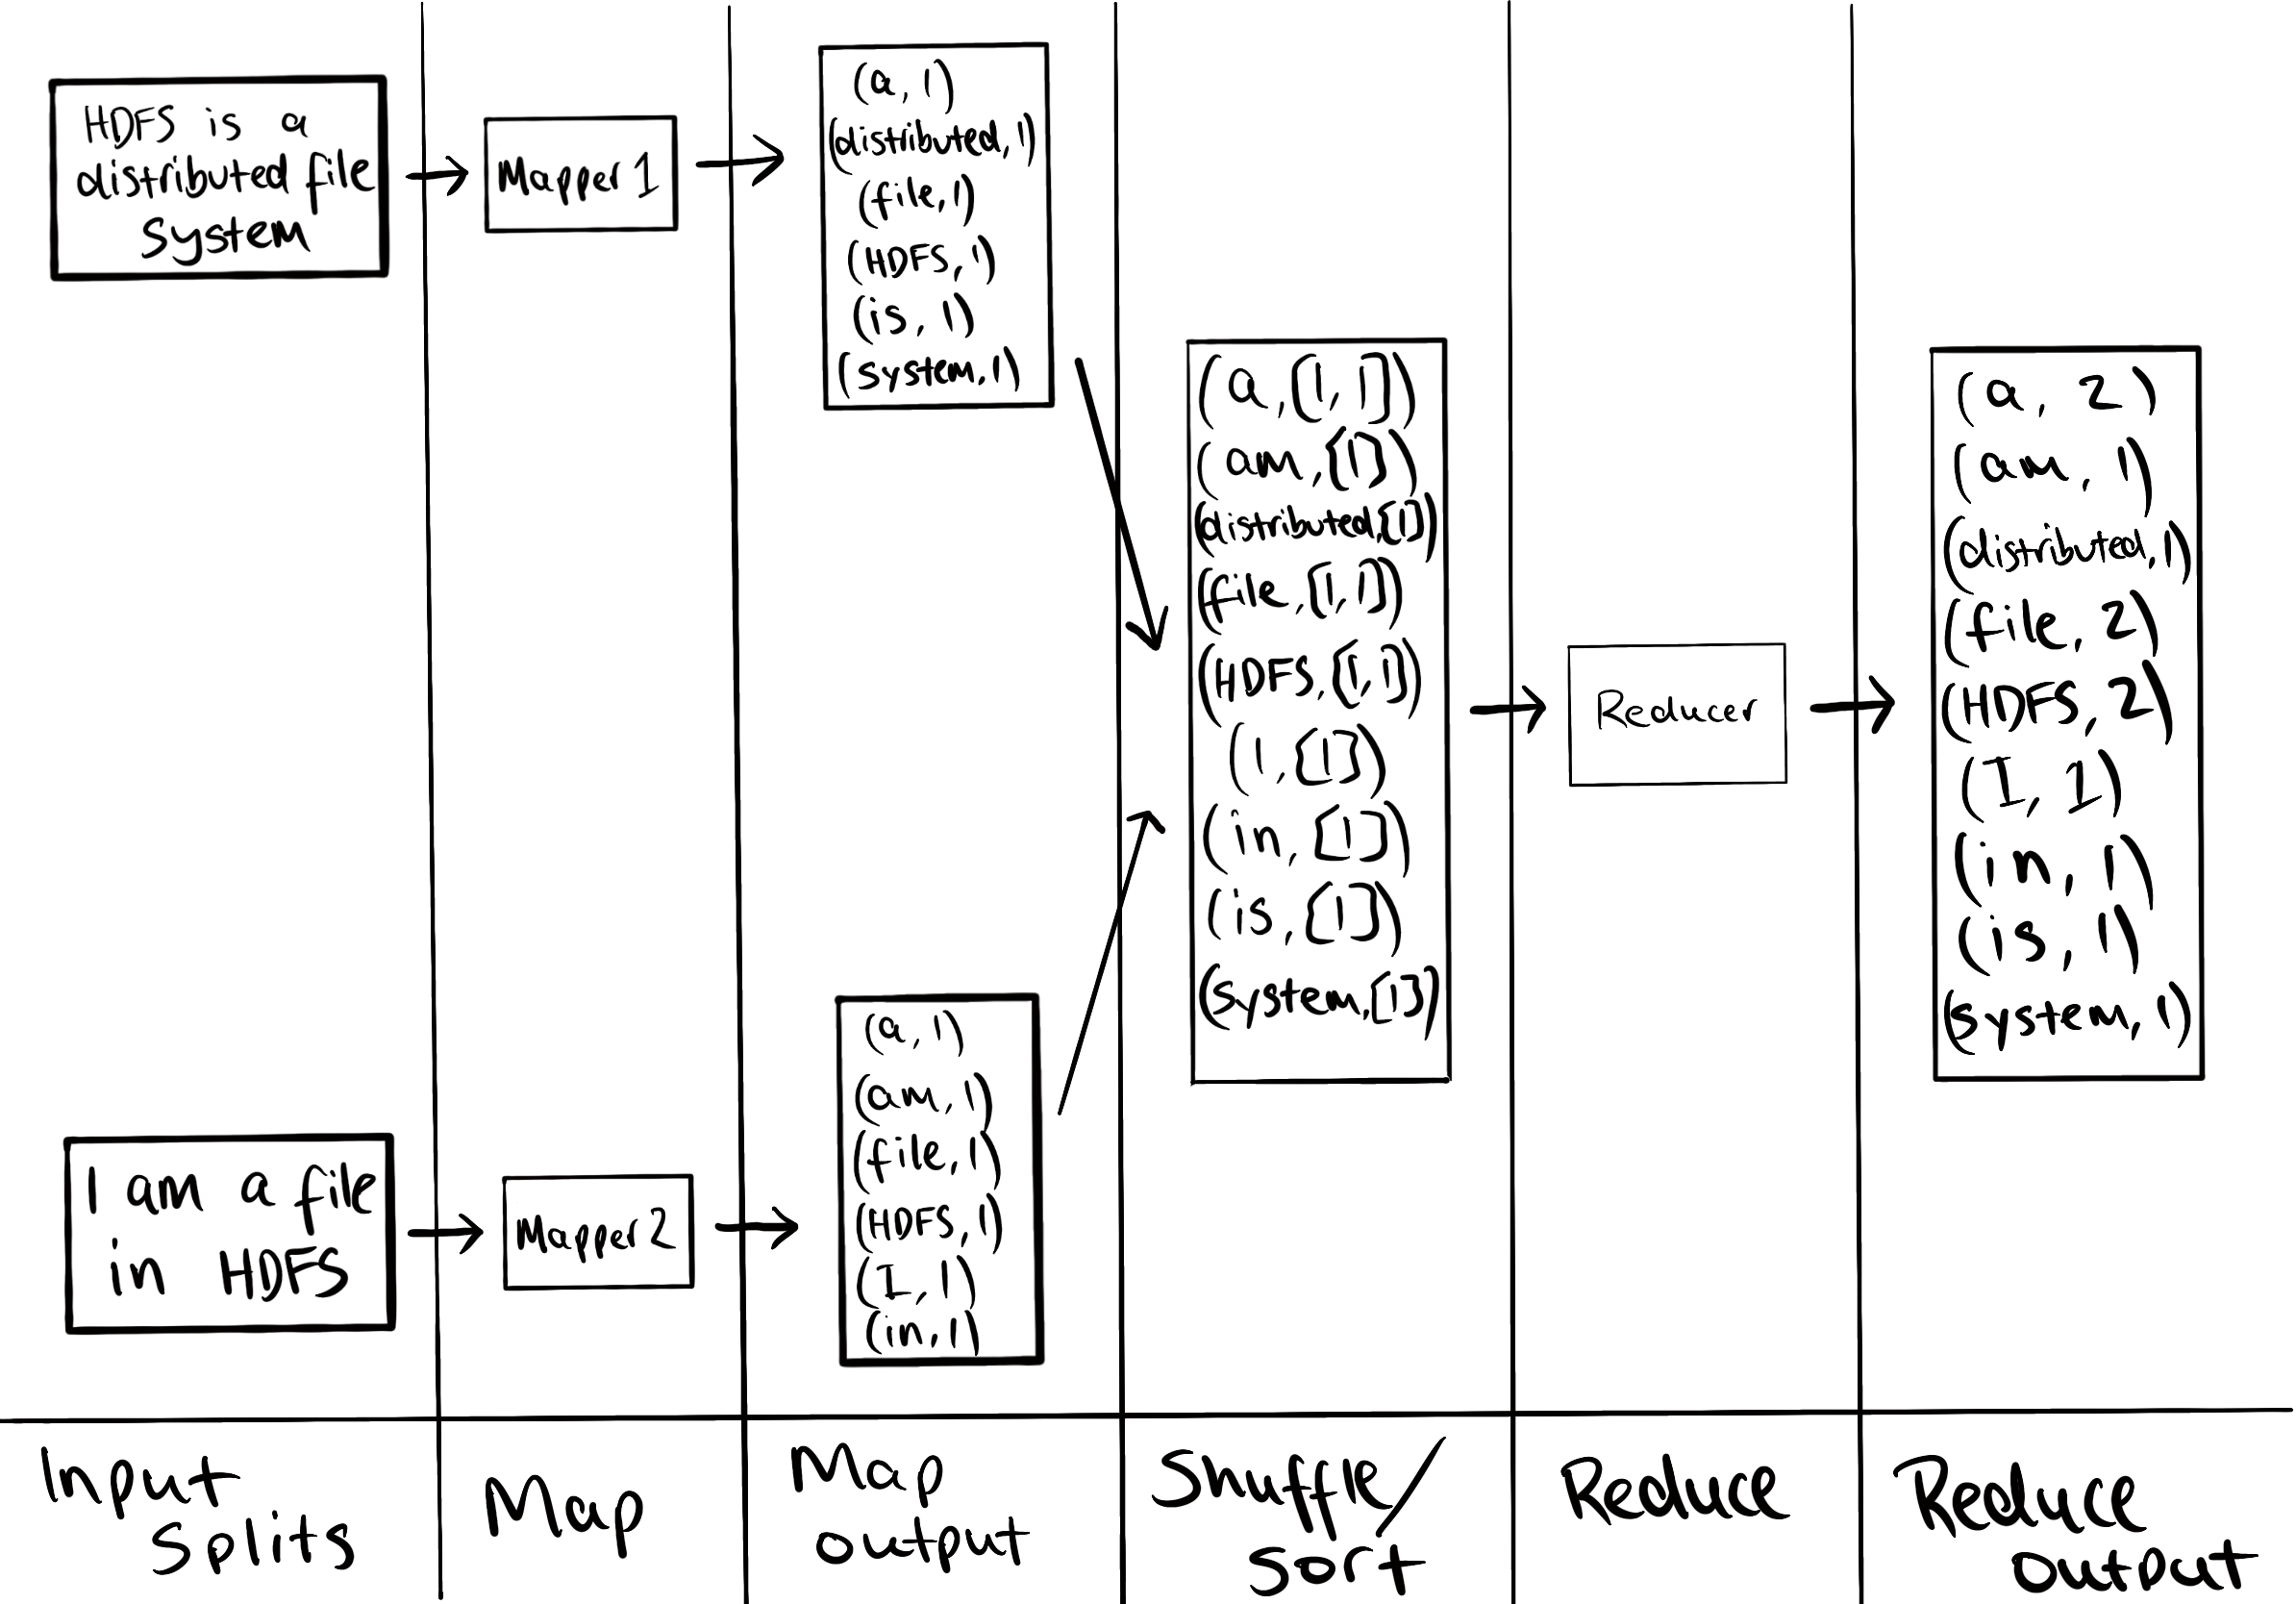 HDFS is a
distributed file
system
Mapper 1
(a, 1)
(distributed, 1)
(file, 1)
(HDFS, 1)
(is, 1)
(system, 1)
I am a file
in HDFS
Mapper 2
(a, 1)
(am, 1)
(file, 1)
(HDFS, 1)
(I, 1)
(in, 1)
(a, [1, 1])
(am, [1])
(distributed, [1])
(file, [1, 1])
(HDFS, [1, 1])
(I, [1])
(in, [1])
(is, [1])
(system, [1])
Reducer
(a, 2)
(am, 1)
(distributed, 1)
(file, 2)
(HDFS, 2)
(I, 1)
(in, 1)
(is, 1)
(system, 1)
Input
splits
Map
Map
output
Shuffle/
sort
Reduce
Reduce
output